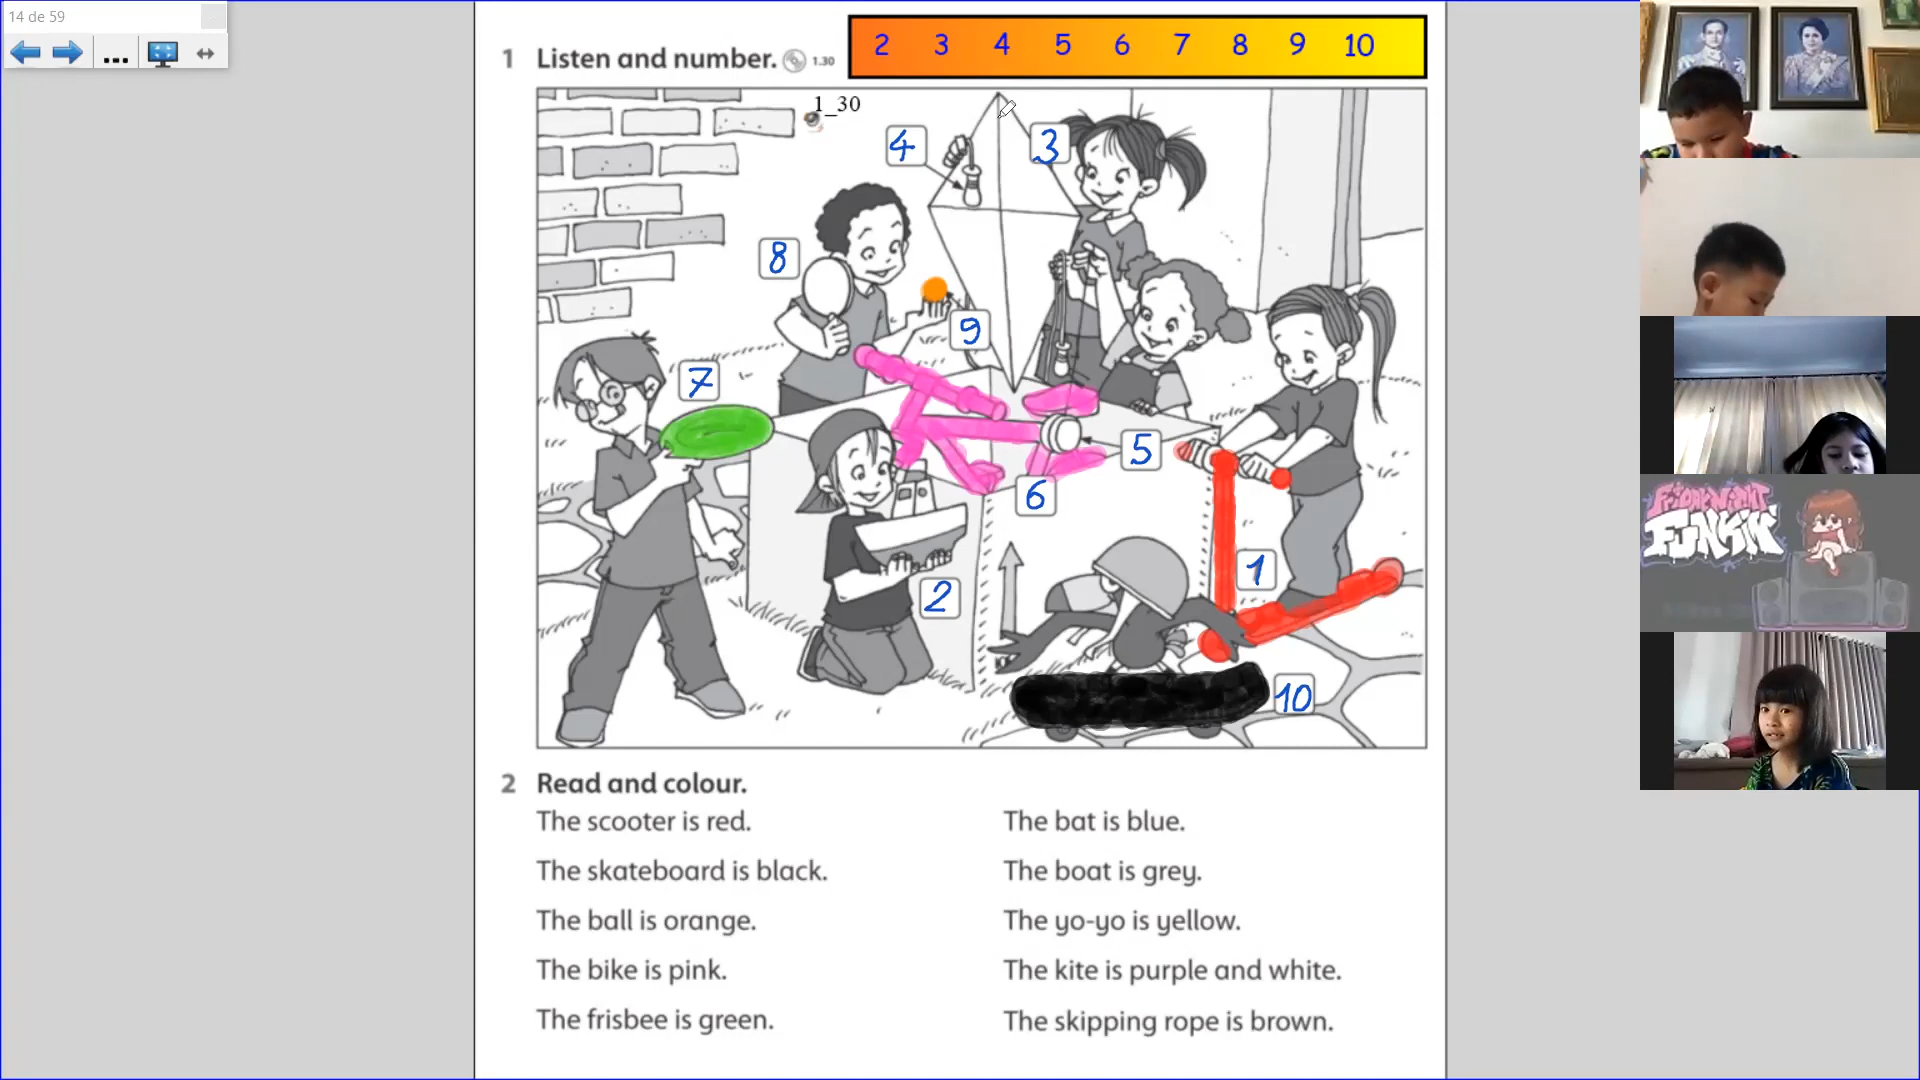 14 de 59
...
1 Listen and number. 1.30
2 3 4 5 6 7 8 9 10
1_30
4
3
8
9
7
5
6
1
2
10
2 Read and colour.
The scooter is red.
The skateboard is black.
The ball is orange.
The bike is pink.
The frisbee is green.
The bat is blue.
The boat is grey.
The yo-yo is yellow.
The kite is purple and white.
The skipping rope is brown.
FRIDAY NIGHT
FUNKIN'